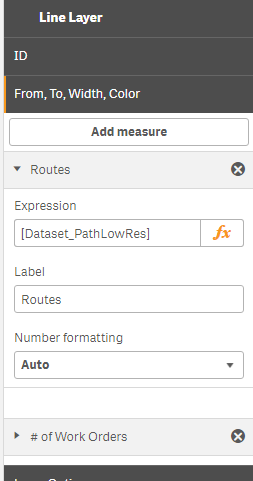 Line Layer
ID
From, To, Width, Color
Add measure
Routes
Expression
[Dataset_PathLowRes]
fx
Label
Routes
Number formatting
Auto
# of Work Orders